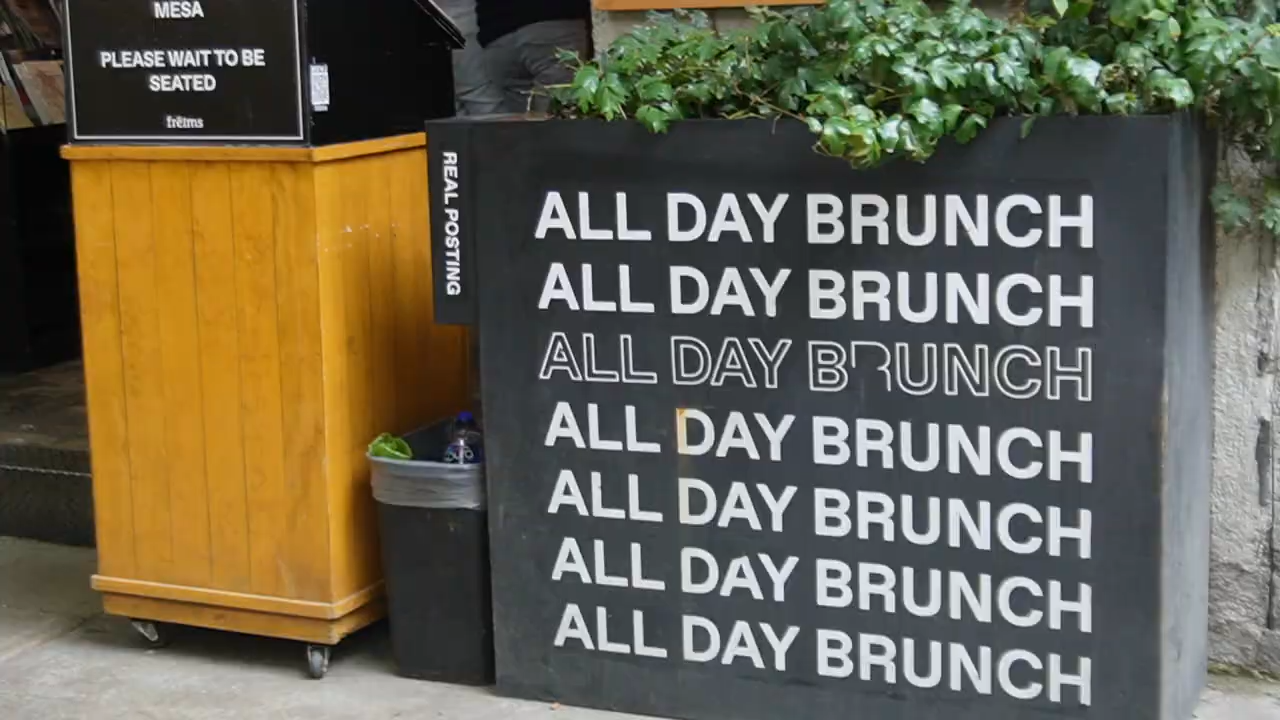 MESA
PLEASE WAIT TO BE
SEATED
frëims
REAL POSTING
ALL DAY BRUNCH
ALL DAY BRUNCH
ALL DAY BRUNCH
ALL DAY BRUNCH
ALL DAY BRUNCH
ALL DAY BRUNCH
ALL DAY BRUNCH